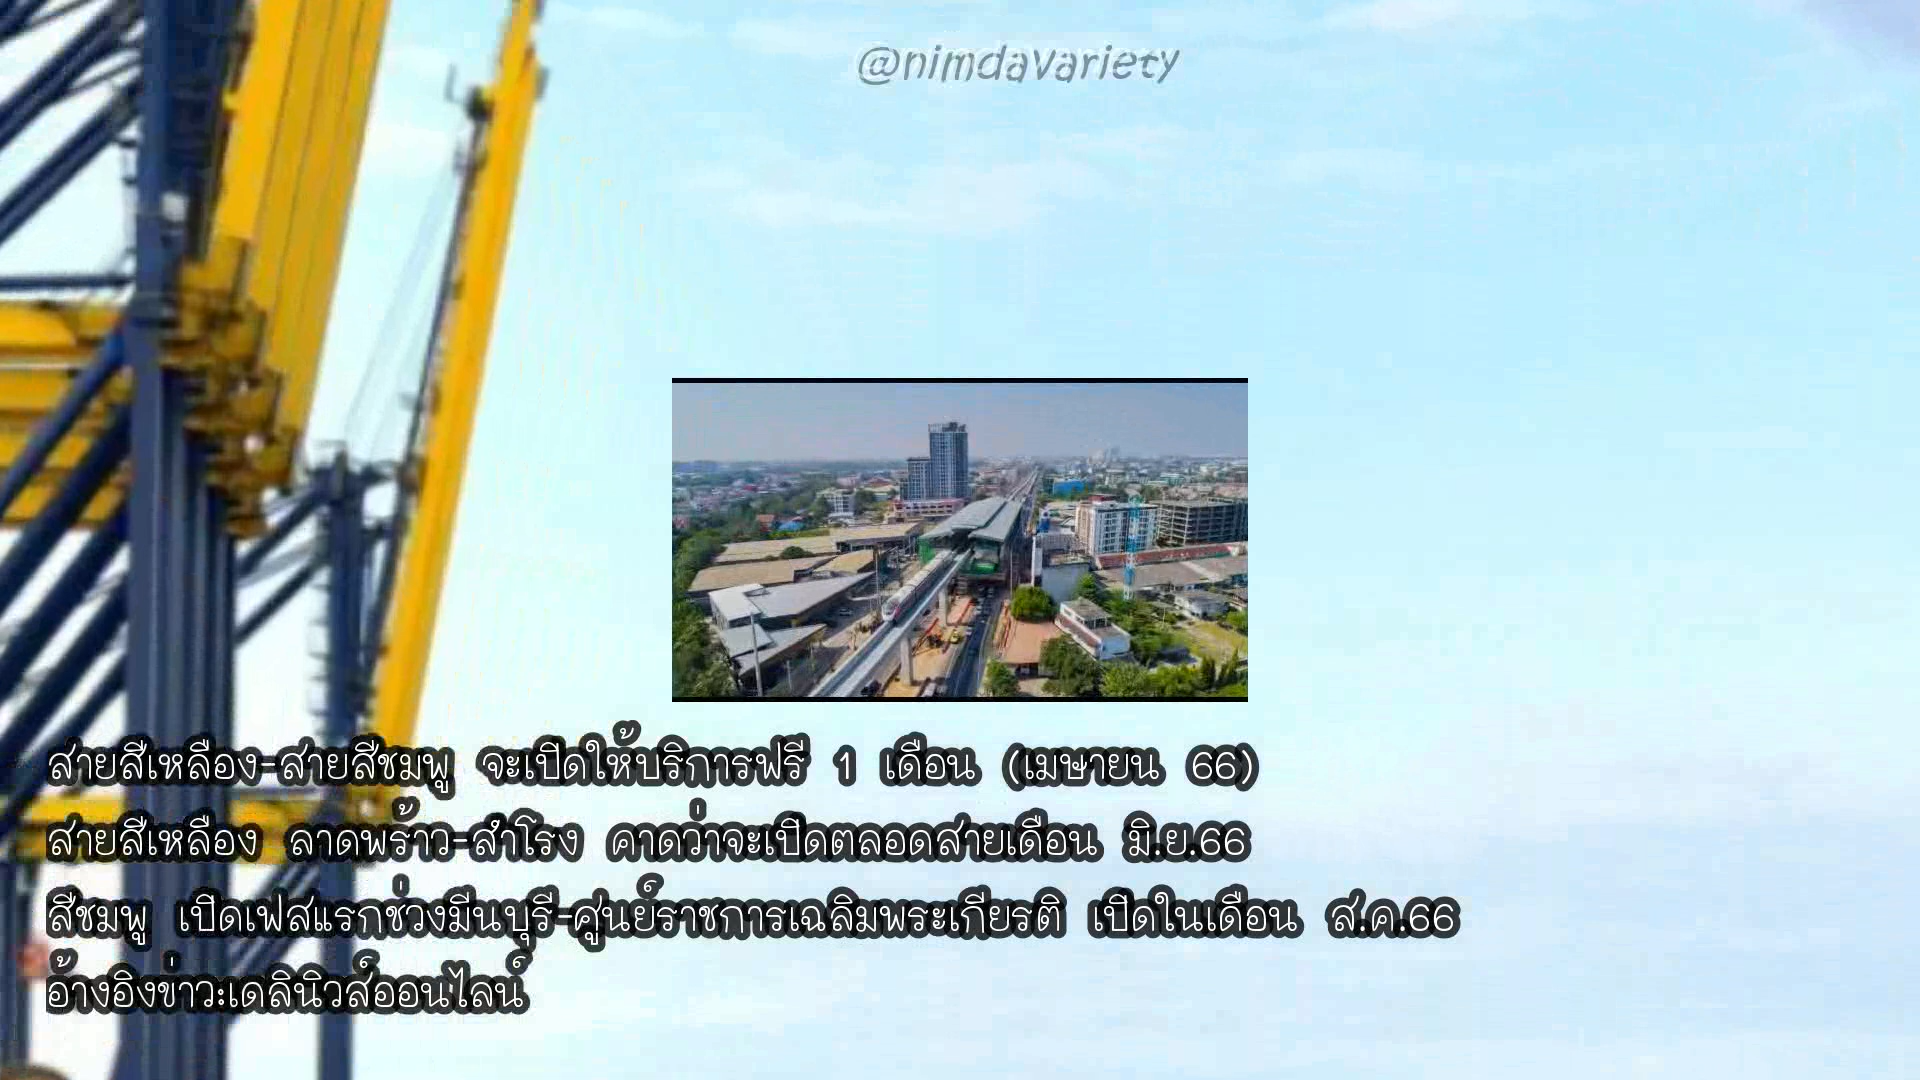 @nimdavariety
สายสีเหลือง-สายสีชมพู จะเปิดให้บริการฟรี 1 เดือน (เมษายน 66)
สายสีเหลือง ลาดพร้าว-สำโรง คาดว่าจะเปิดตลอดสายเดือน มิ.ย.66
สีชมพู เปิดเฟสแรกช่วงมีนบุรี-ศูนย์ราชการเฉลิมพระเกียรติ เปิดในเดือน ส.ค.66
อ้างอิงข่าวะเดลินิวส์ออนไลน์